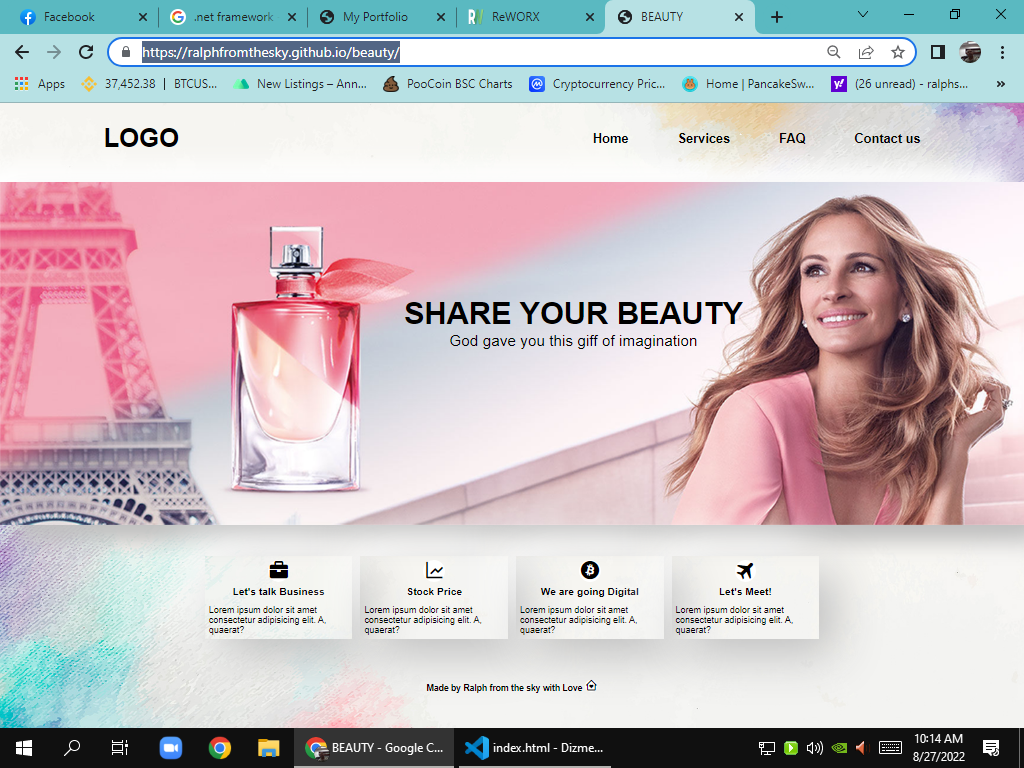 Facebook
.net framework
My Portfolio
ReWORX
BEAUTY
https://ralphfromthesky.github.io/beauty/
Apps
37,452.38 | BTCUS...
New Listings – Ann...
PooCoin BSC Charts
Cryptocurrency Pric...
Home | PancakeSw...
(26 unread) - ralphs...
»
LOGO
Home
Services
FAQ
Contact us
SHARE YOUR BEAUTY
God gave you this giff of imagination
Let's talk Business
Lorem ipsum dolor sit amet
consectetur adipisicing elit. A,
quaerat?
Stock Price
Lorem ipsum dolor sit amet
consectetur adipisicing elit. A,
quaerat?
We are going Digital
Lorem ipsum dolor sit amet
consectetur adipisicing elit. A,
quaerat?
Let's Meet!
Lorem ipsum dolor sit amet
consectetur adipisicing elit. A,
quaerat?
Made by Ralph from the sky with Love
BEAUTY - Google C...
index.html - Dizme...
10:14 AM
8/27/2022